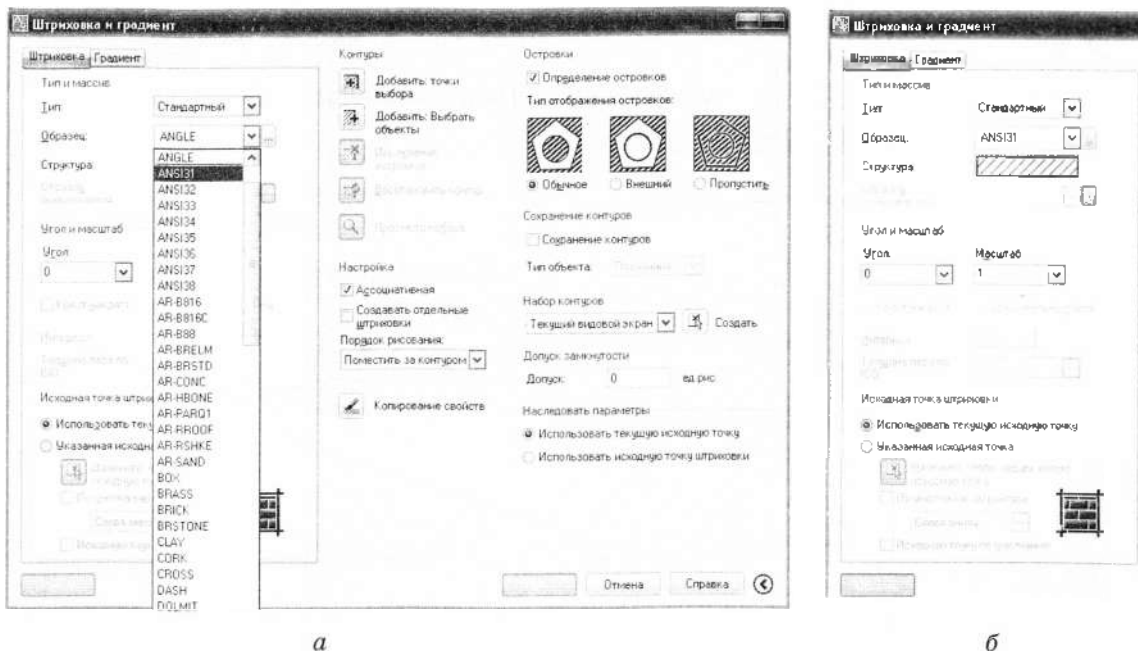 Штриховка и градиент
Штриховка Градиент
Тип и массив
Тип: Стандартный
Образец: ANGLE
Структура
ANGLE
ANSI31
ANSI32
ANSI33
ANSI34
ANSI35
ANSI36
ANSI37
ANSI38
AR-B816
AR-B816C
AR-B88
AR-BRELM
AR-BRSTD
AR-CONC
AR-HBONE
AR-PARQ1
AR-RROOF
AR-RSHKE
AR-SAND
BOX
BRASS
BRICK
BRSTONE
CLAY
CORK
CROSS
DASH
DOLMIT
Угол и масштаб
Угол
0
Исходная точка штри
Использовать тек
Указанная исходн
Контуры
Добавить: точки
выбора
Добавить: Выбрать
объекты
Восстановить контур
Настройка
Ассоциативная
Создавать отдельные
штриховки
Порядок рисования:
Поместить за контуром
Копирование свойств
Островки
Определение островков
Тип отображения островков:
Обычное Внешний Пропустить
Сохранение контуров
Сохранение контуров
Тип объекта:
Набор контуров
Текущий видовой экран Создать
Допуск замкнутости
Допуск: 0 ед.рис.
Наследовать параметры
Использовать текущую исходную точку
Использовать исходную точку штриховки
Отмена Справка
а
Штриховка и градиент
Штриховка Градиент
Тип и массив
Тип Стандартный
Образец: ANSI31
Структура
Угол и масштаб
Угол Масштаб
0 1
Исходная точка штриховки
Использовать текущую исходную точку
Указанная исходная точка
б